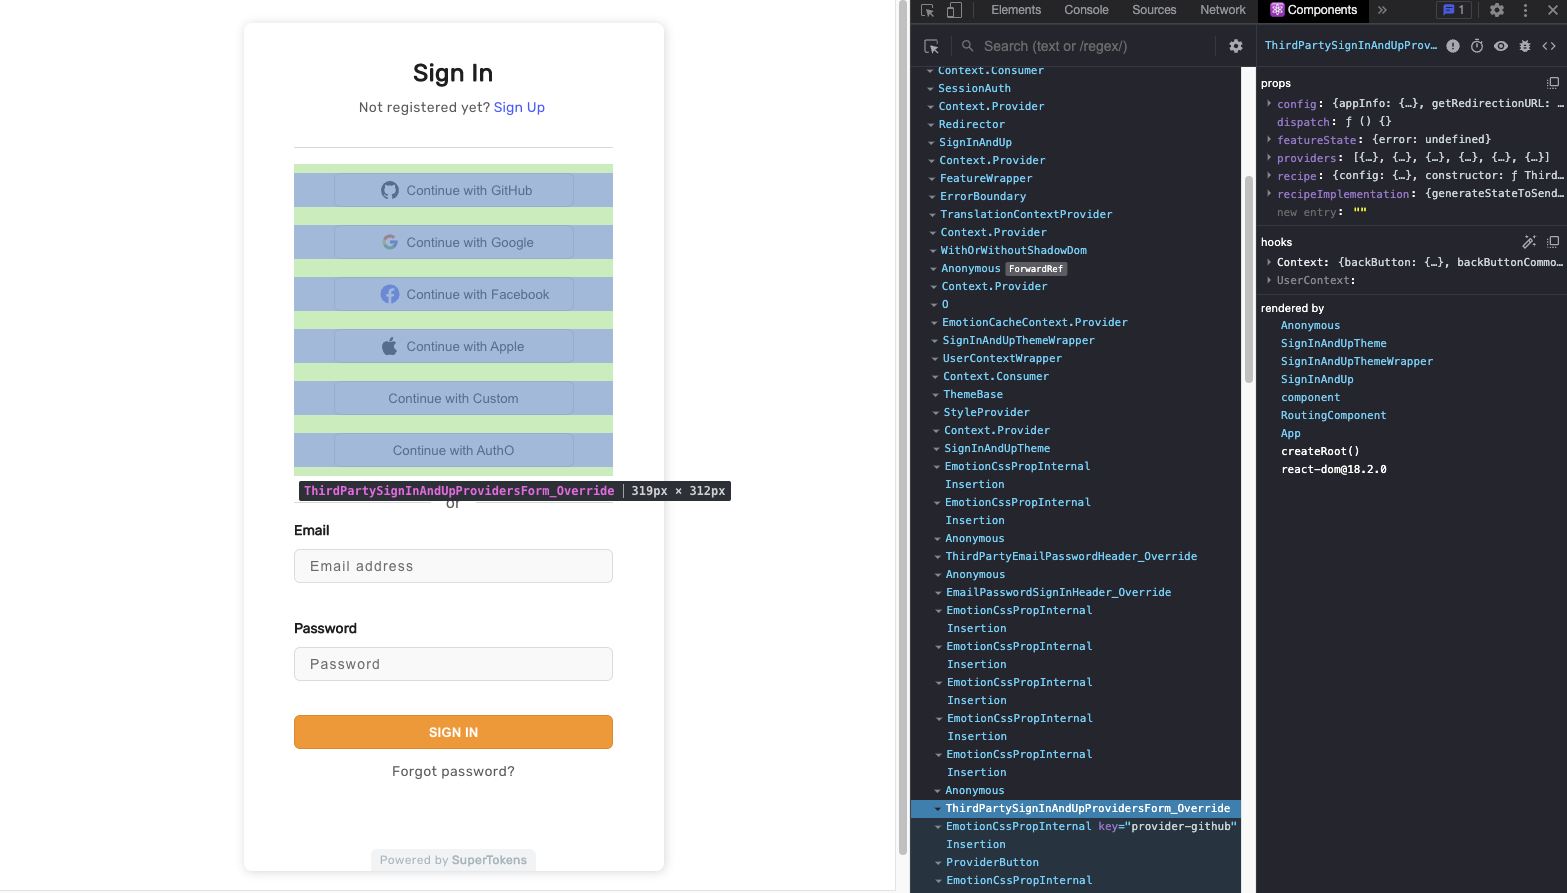 Sign In
Not registered yet? Sign Up
Continue with GitHub
Continue with Google
Continue with Facebook
Continue with Apple
Continue with Custom
Continue with AuthO
ThirdPartySignInAndUpProvidersForm_Override | 319px × 312px
or
Email
Email address
Password
Password
SIGN IN
Forgot password?
Powered by SuperTokens
Elements Console Sources Network Components » 1
Search (text or /regex/)
Context.Consumer
SessionAuth
Context.Provider
Redirector
SignInAndUp
Context.Provider
FeatureWrapper
ErrorBoundary
TranslationContextProvider
Context.Provider
WithOrWithoutShadowDom
Anonymous ForwardRef
Context.Provider
O
EmotionCacheContext.Provider
SignInAndUpThemeWrapper
UserContextWrapper
Context.Consumer
ThemeBase
StyleProvider
Context.Provider
SignInAndUpTheme
EmotionCssPropInternal
Insertion
EmotionCssPropInternal
Insertion
Anonymous
ThirdPartyEmailPasswordHeader_Override
Anonymous
EmailPasswordSignInHeader_Override
EmotionCssPropInternal
Insertion
EmotionCssPropInternal
Insertion
EmotionCssPropInternal
Insertion
EmotionCssPropInternal
Insertion
EmotionCssPropInternal
Insertion
Anonymous
ThirdPartySignInAndUpProvidersForm_Override
EmotionCssPropInternal key="provider-github"
Insertion
ProviderButton
EmotionCssPropInternal
ThirdPartySignInAndUpProv…
props
config: {appInfo: {…}, getRedirectionURL: …
dispatch: ƒ () {}
featureState: {error: undefined}
providers: [{…}, {…}, {…}, {…}, {…}, {…}]
recipe: {config: {…}, constructor: ƒ Third…
recipeImplementation: {generateStateToSend…
new entry: ""
hooks
Context: {backButton: {…}, backButtonCommo…
UserContext:
rendered by
Anonymous
SignInAndUpTheme
SignInAndUpThemeWrapper
SignInAndUp
component
RoutingComponent
App
createRoot()
react-dom@18.2.0